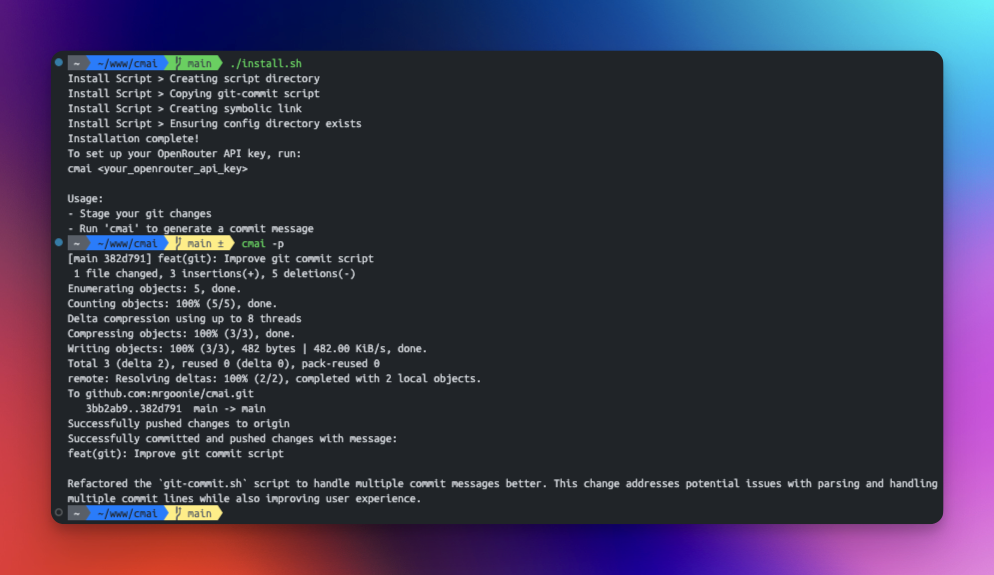 ~ ~/www/cmai main ./install.sh
Install Script > Creating script directory
Install Script > Copying git-commit script
Install Script > Creating symbolic link
Install Script > Ensuring config directory exists
Installation complete!
To set up your OpenRouter API key, run:
cmai <your_openrouter_api_key>
Usage:
- Stage your git changes
- Run 'cmai' to generate a commit message
~ ~/www/cmai main ± cmai -p
[main 382d791] feat(git): Improve git commit script
1 file changed, 3 insertions(+), 5 deletions(-)
Enumerating objects: 5, done.
Counting objects: 100% (5/5), done.
Delta compression using up to 8 threads
Compressing objects: 100% (3/3), done.
Writing objects: 100% (3/3), 482 bytes | 482.00 KiB/s, done.
Total 3 (delta 2), reused 0 (delta 0), pack-reused 0
remote: Resolving deltas: 100% (2/2), completed with 2 local objects.
To github.com:mrgoonie/cmai.git
3bb2ab9..382d791 main -> main
Successfully pushed changes to origin
Successfully committed and pushed changes with message:
feat(git): Improve git commit script
Refactored the `git-commit.sh` script to handle multiple commit messages better. This change addresses potential issues with parsing and handling
multiple commit lines while also improving user experience.
~ ~/www/cmai main